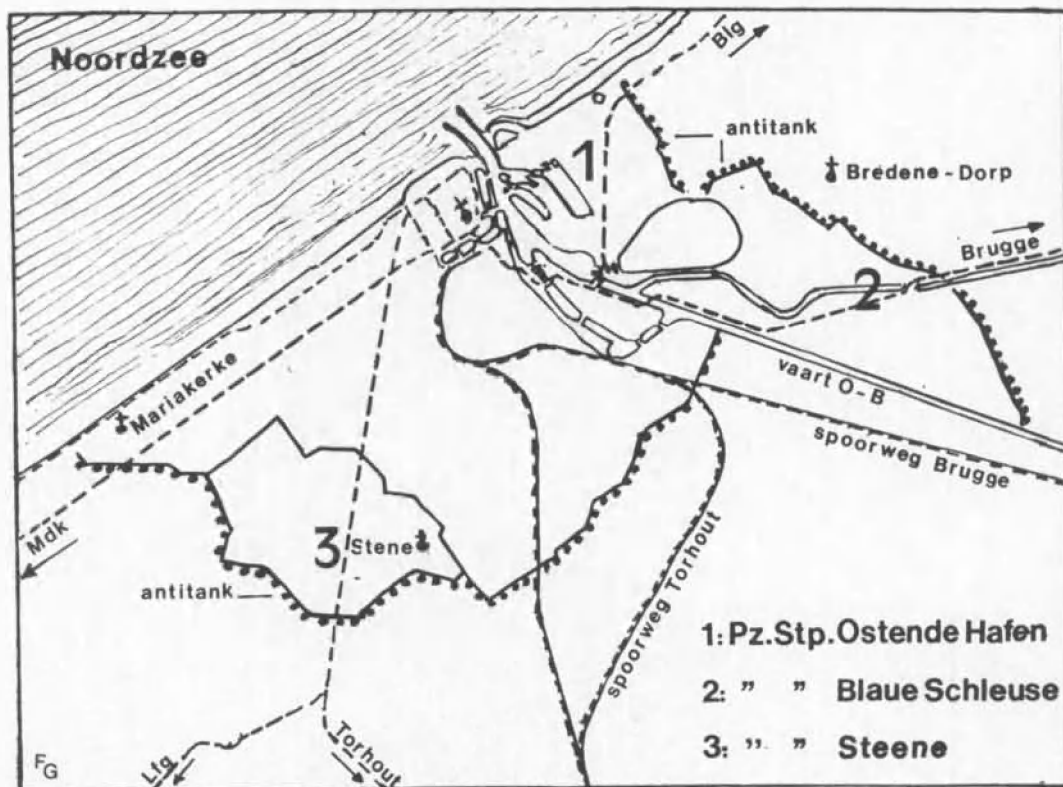 Noordzee
Blg
antitank
1
Bredene-Dorp
Brugge
2
vaart O-B
spoorweg Brugge
Mariakerke
Mdk
3
Stene
antitank
spoorweg Torhout
1: Pz.Stp. Ostende Hafen
2: " " Blaue Schleuse
3: " " Steene
Lfg
Torhout
FG